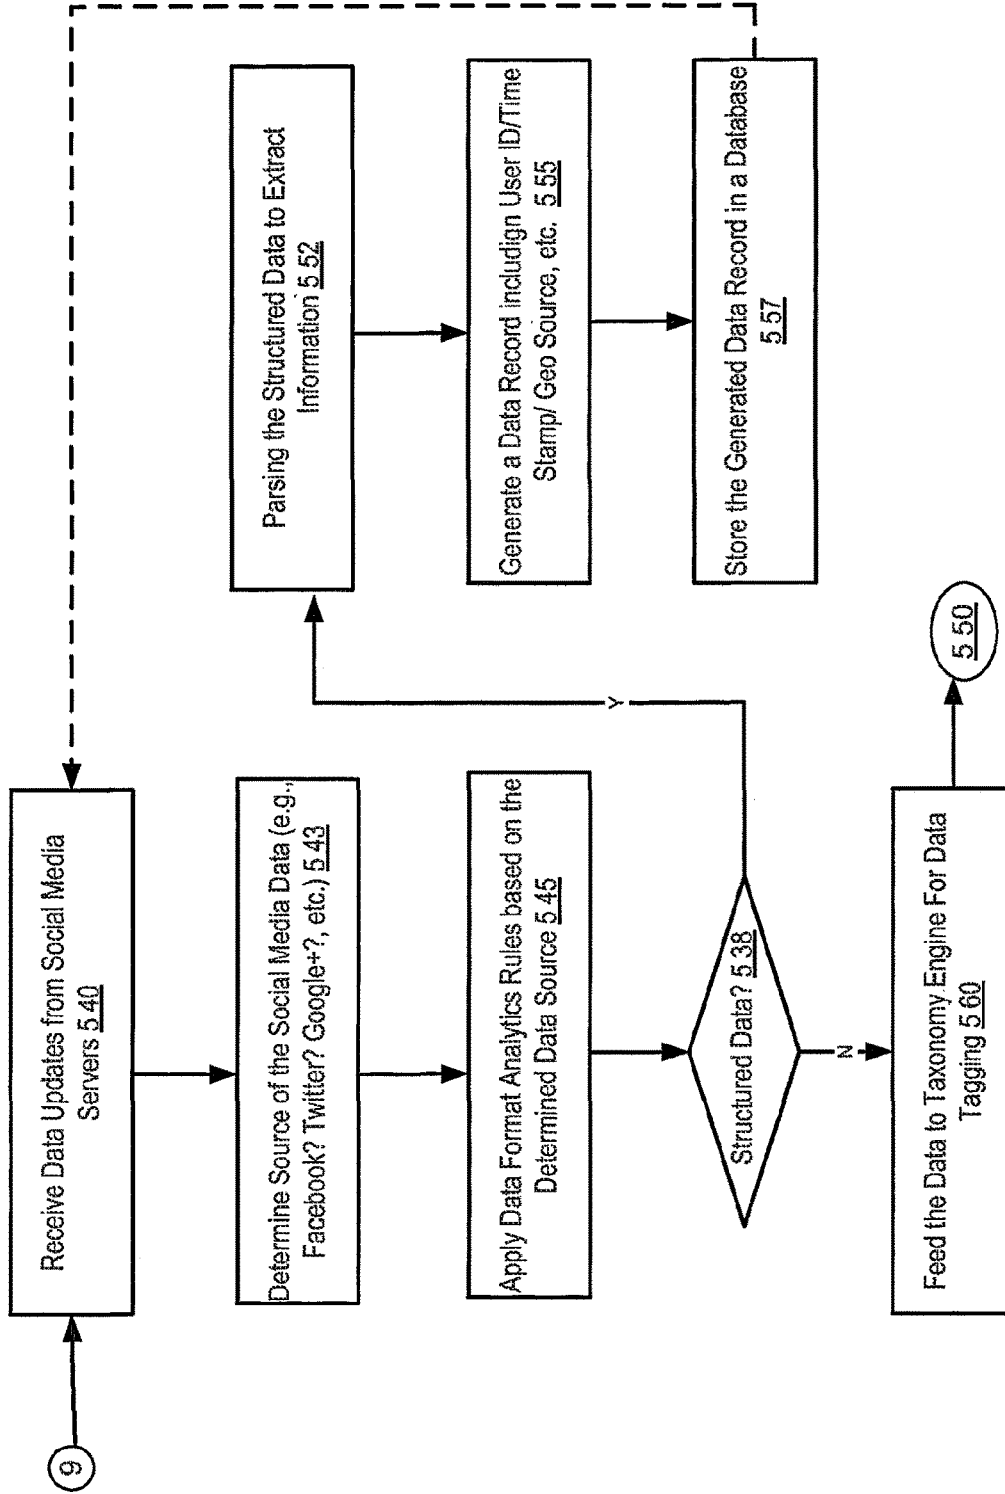 9
Receive Data Updates from Social Media
Servers 5 40
Determine Source of the Social Media Data (e.g.,
Facebook? Twitter? Google+?, etc.) 5 43
Apply Data Format Analytics Rules based on the
Determined Data Source 5 45
Structured Data? 5 38
Y
N
Feed the Data to Taxonomy Engine For Data
Tagging 5 60
5 50
Parsing the Structured Data to Extract
Information 5 52
Generate a Data Record includign User ID/Time
Stamp/ Geo Source, etc. 5 55
Store the Generated Data Record in a Database
5 57